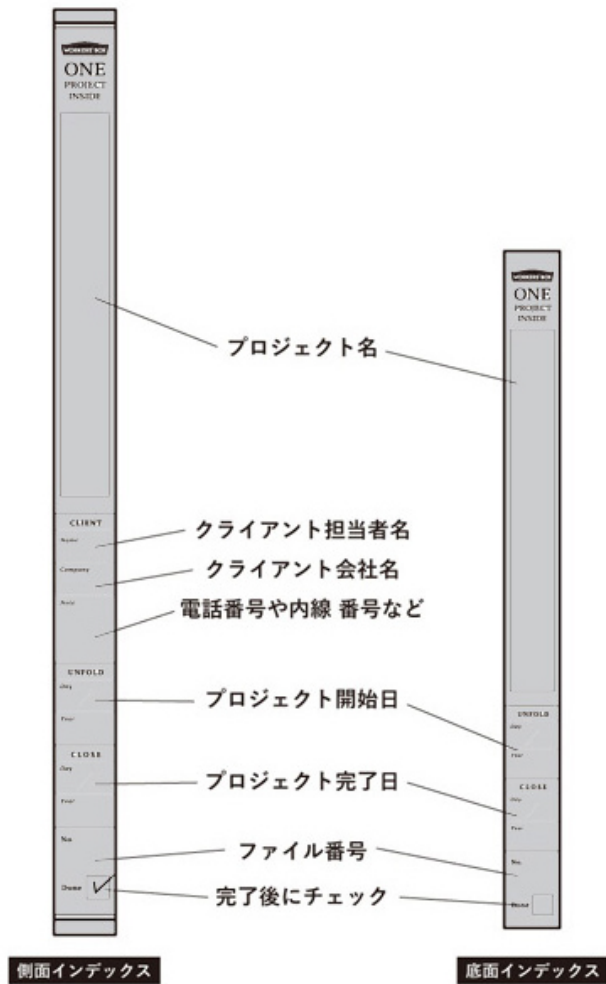 WORKERS' BOX
ONE
PROJECT
INSIDE
WORKERS' BOX
ONE
PROJECT
INSIDE
プロジェクト名
CLIENT
Name
クライアント担当者名
Company
クライアント会社名
電話番号や内線 番号など
UNFOLD
Day
Year
プロジェクト開始日
UNFOLD
Day
Year
CLOSE
Day
Year
プロジェクト完了日
CLOSE
Day
Year
No.
ファイル番号
No.
Done
完了後にチェック
Done
側面インデックス
底面インデックス